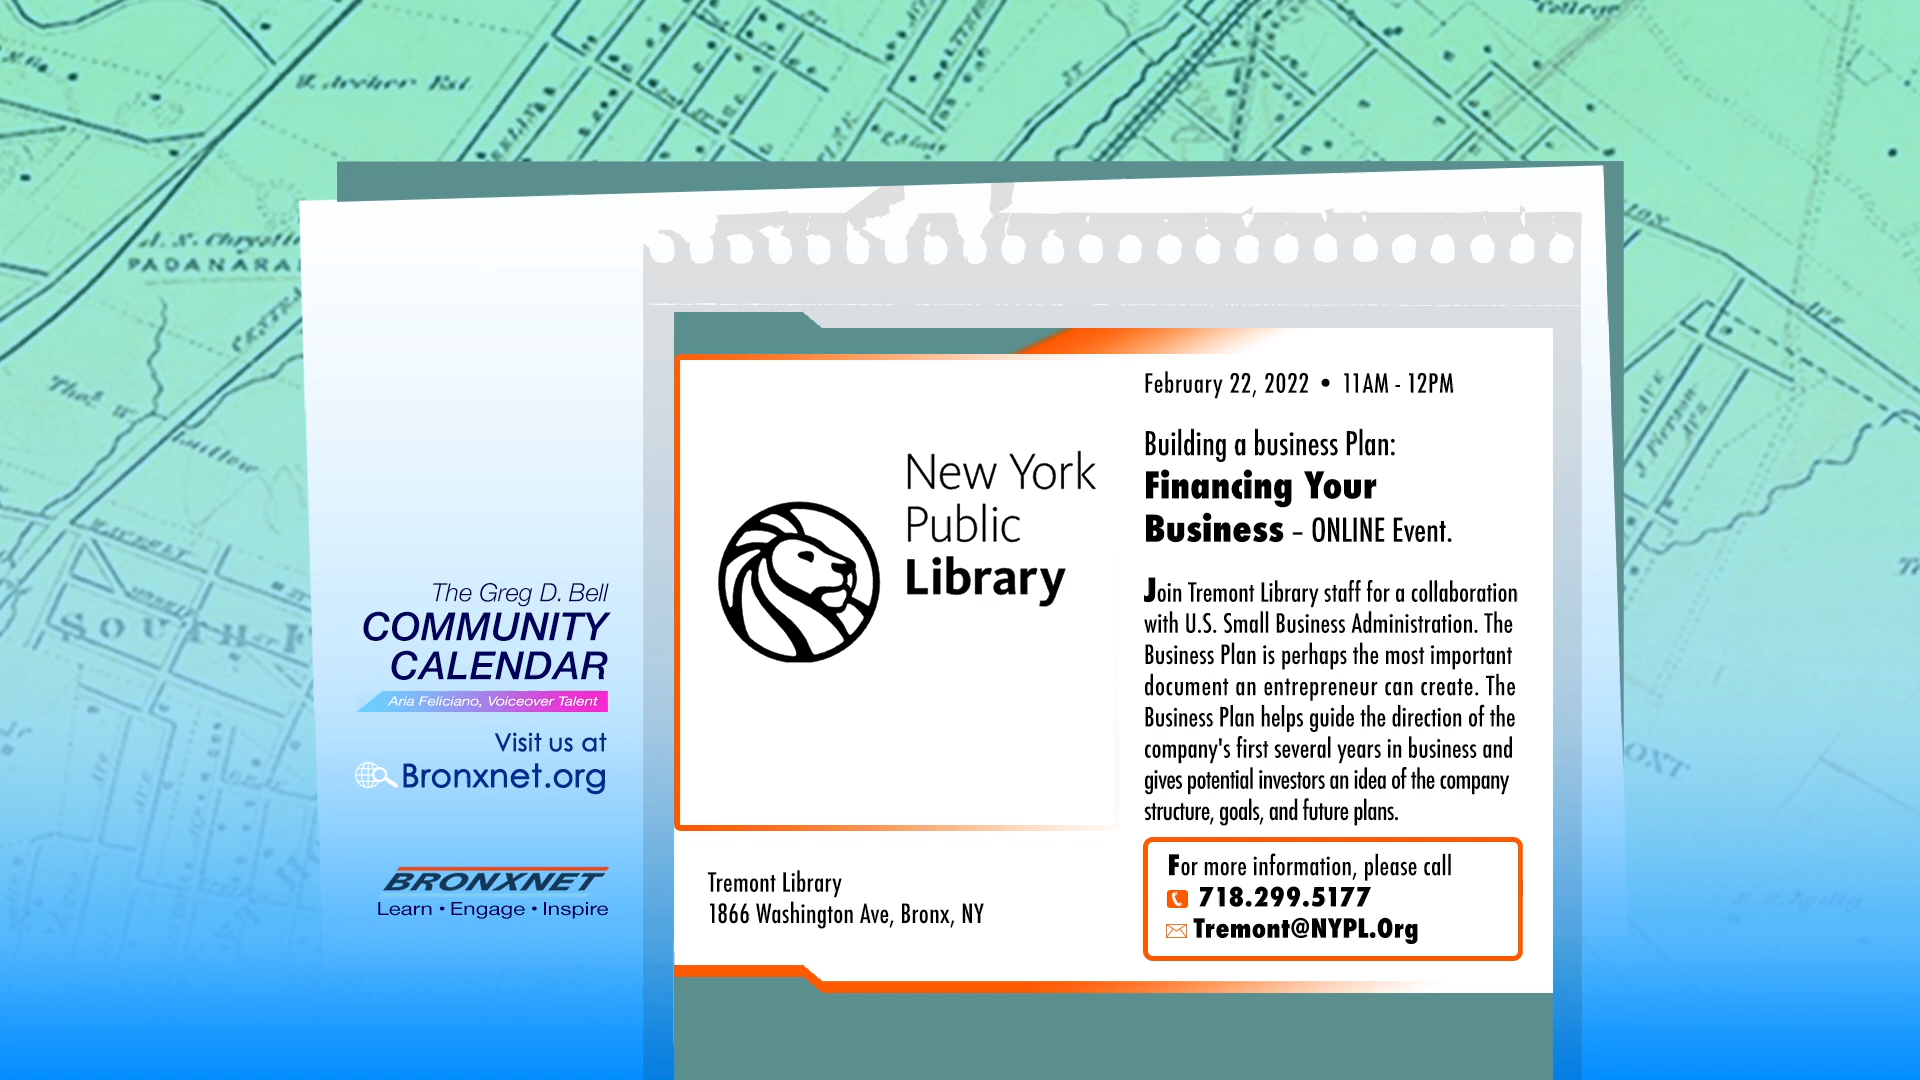 College
PADANARA
SOUTH
The Greg D. Bell
COMMUNITY
CALENDAR
Aria Feliciano, Voiceover Talent
Visit us at
Bronxnet.org
BRONXNET
Learn • Engage • Inspire
New York
Public
Library
Tremont Library
1866 Washington Ave, Bronx, NY
February 22, 2022 • 11AM - 12PM
Building a business Plan:
Financing Your
Business – ONLINE Event.
Join Tremont Library staff for a collaboration
with U.S. Small Business Administration. The
Business Plan is perhaps the most important
document an entrepreneur can create. The
Business Plan helps guide the direction of the
company's first several years in business and
gives potential investors an idea of the company
structure, goals, and future plans.
For more information, please call
718.299.5177
Tremont@NYPL.Org